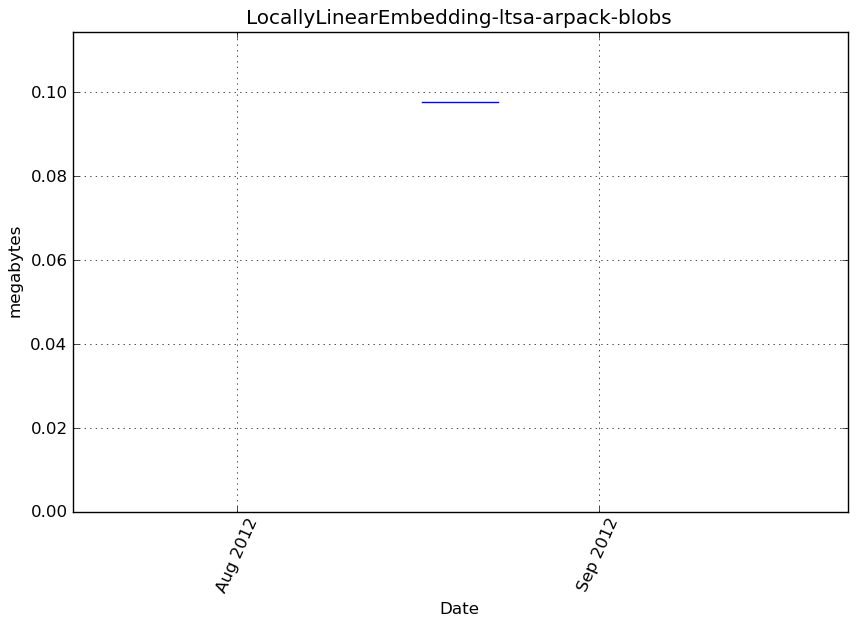 LocallyLinearEmbedding-ltsa-arpack-blobs
megabytes
0.10
0.08
0.06
0.04
0.02
0.00
Aug 2012
Sep 2012
Date